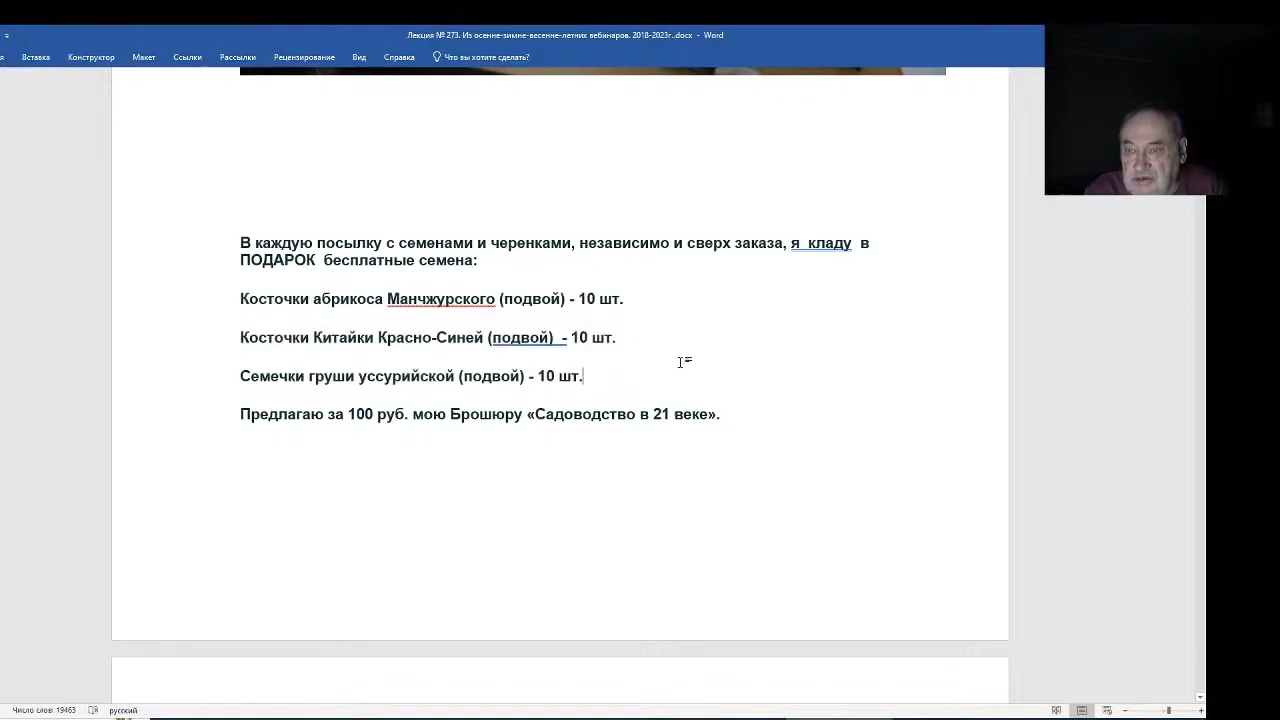 Лекция № 273. Из осенне-зимне-весенне-летних вебинаров. 2018-2023г..docx - Word
я Вставка Конструктор Макет Ссылки Рассылки Рецензирование Вид Справка Что вы хотите сделать?
В каждую посылку с семенами и черенками, независимо и сверх заказа, я кладу в
ПОДАРОК бесплатные семена:
Косточки абрикоса Манчжурского (подвой) - 10 шт.
Косточки Китайки Красно-Синей (подвой) - 10 шт.
Семечки груши уссурийской (подвой) - 10 шт.
Предлагаю за 100 руб. мою Брошюру «Садоводство в 21 веке».
Число слов: 19463 русский